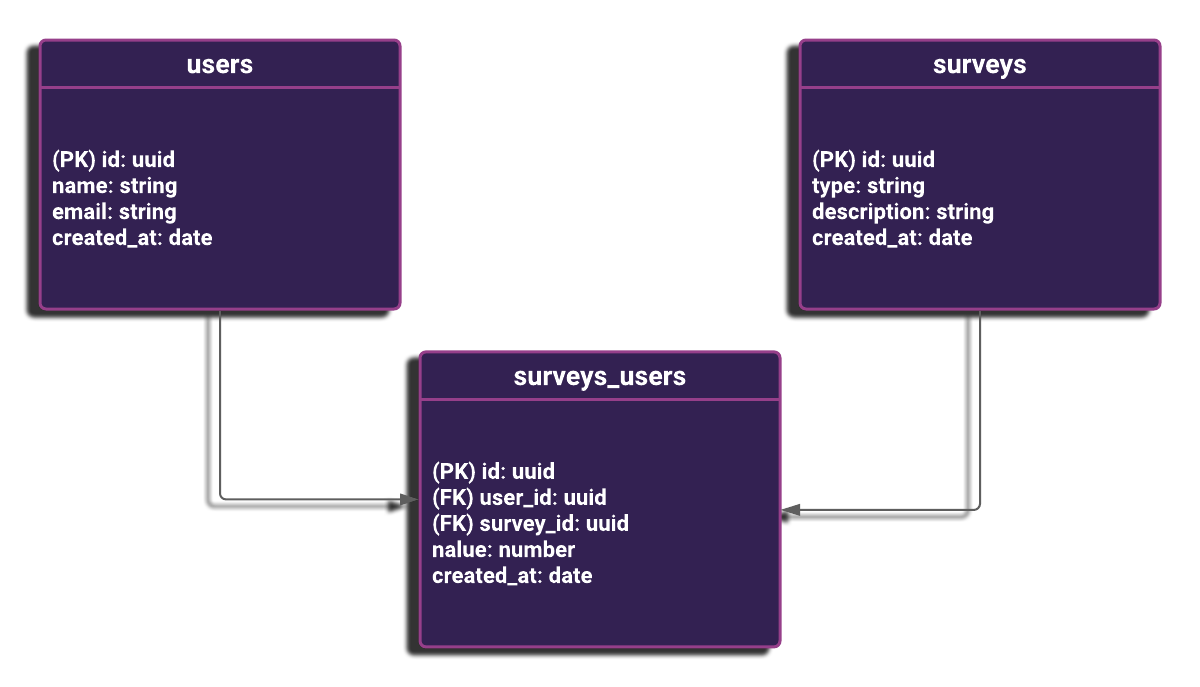 users
(PK) id: uuid
name: string
email: string
created_at: date
surveys
(PK) id: uuid
type: string
description: string
created_at: date
surveys_users
(PK) id: uuid
(FK) user_id: uuid
(FK) survey_id: uuid
nalue: number
created_at: date